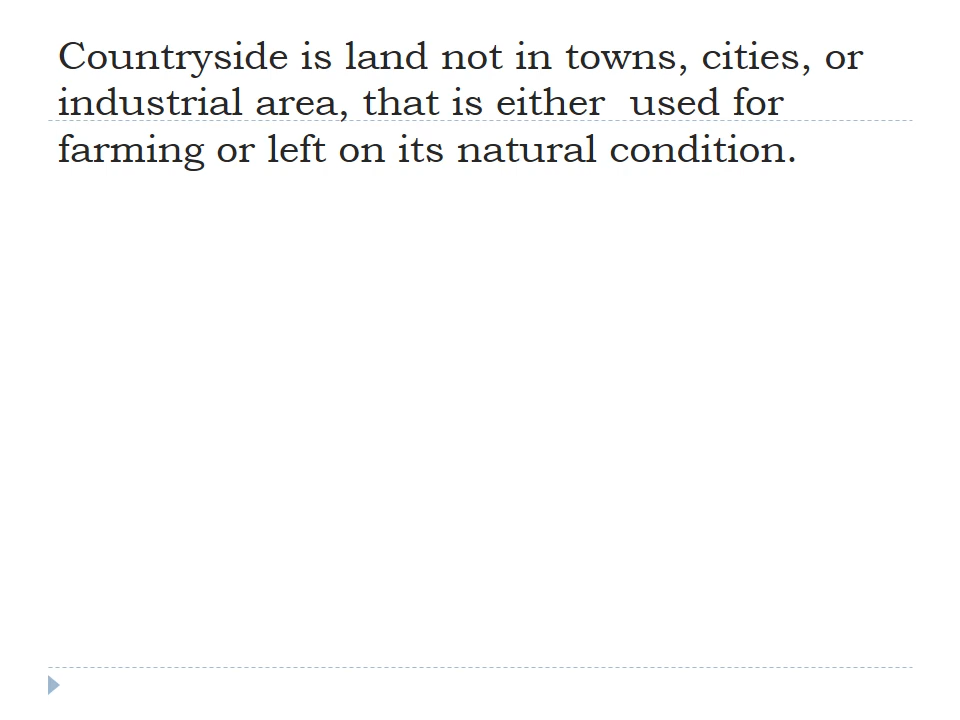 Countryside is land not in towns, cities, or
industrial area, that is either  used for
farming or left on its natural condition.